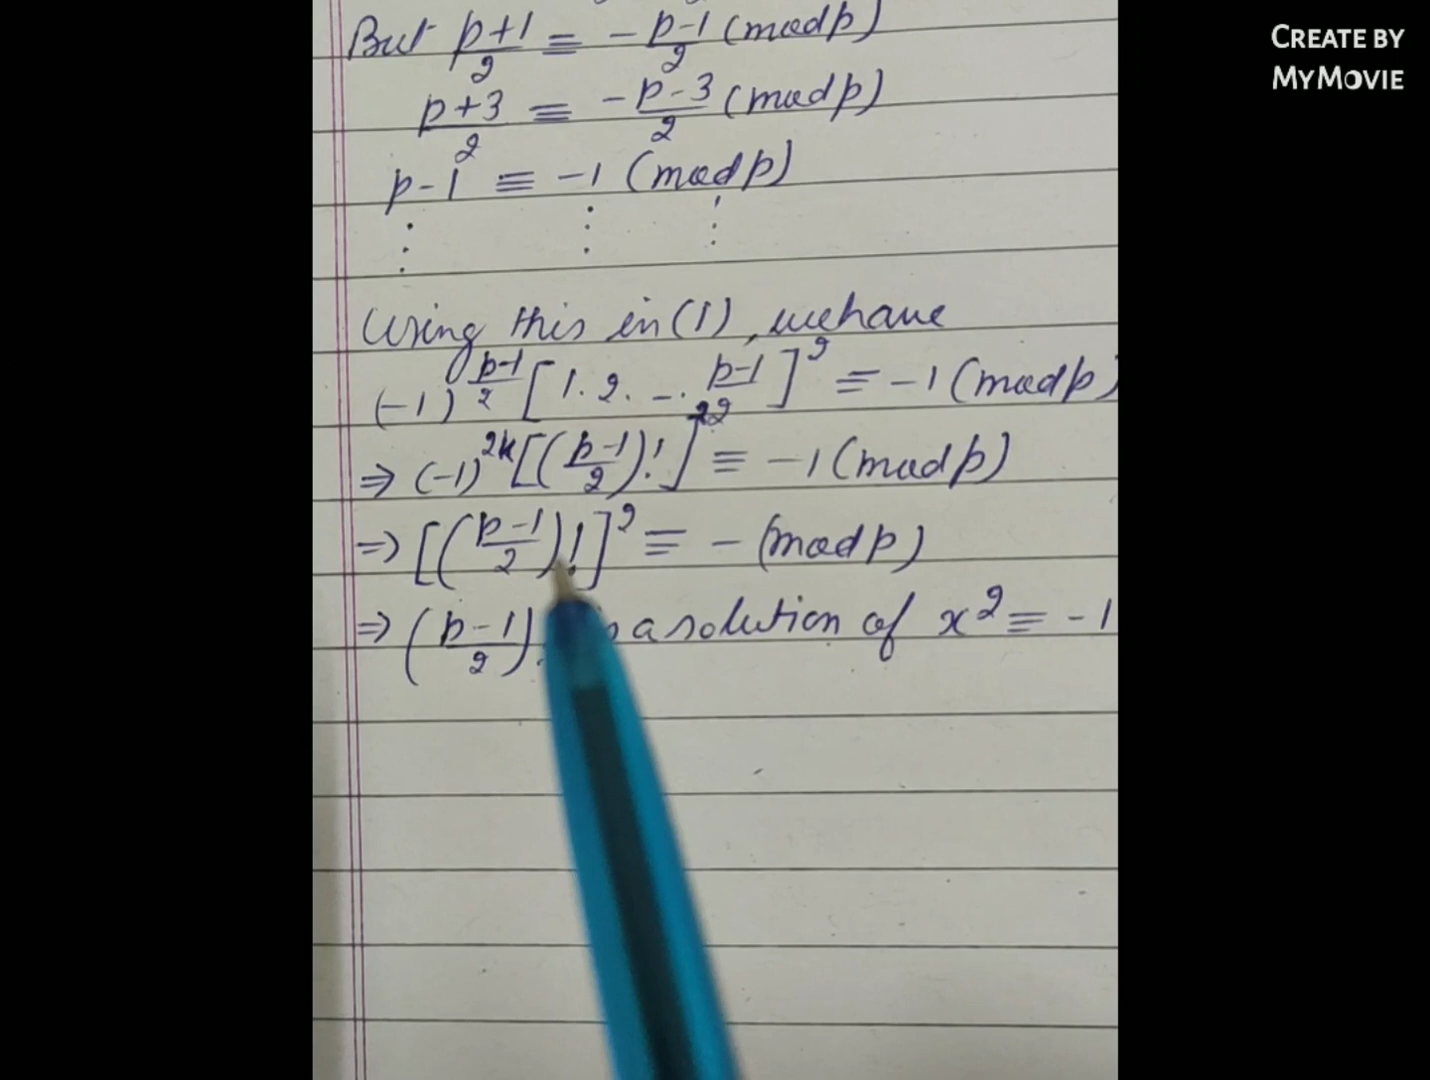 But p+1/2 ≡ -p-1/2 (mod p)
p+3/2 ≡ -p-3/2 (mod p)
p-1 ≡ -1 (mod p)
⋮ ⋮ ⋮
Using this in (1), we have
(-1)^(p-1/2) [1.2. -. p-1/2]^2 ≡ -1 (mod p)
⇒ (-1)^2k [(p-1/2)!]^2 ≡ -1 (mod p)
⇒ [(p-1/2)!]^2 ≡ - (mod p)
⇒ (p-1/2) a solution of x^2 ≡ -1
CREATE BY
MYMOVIE